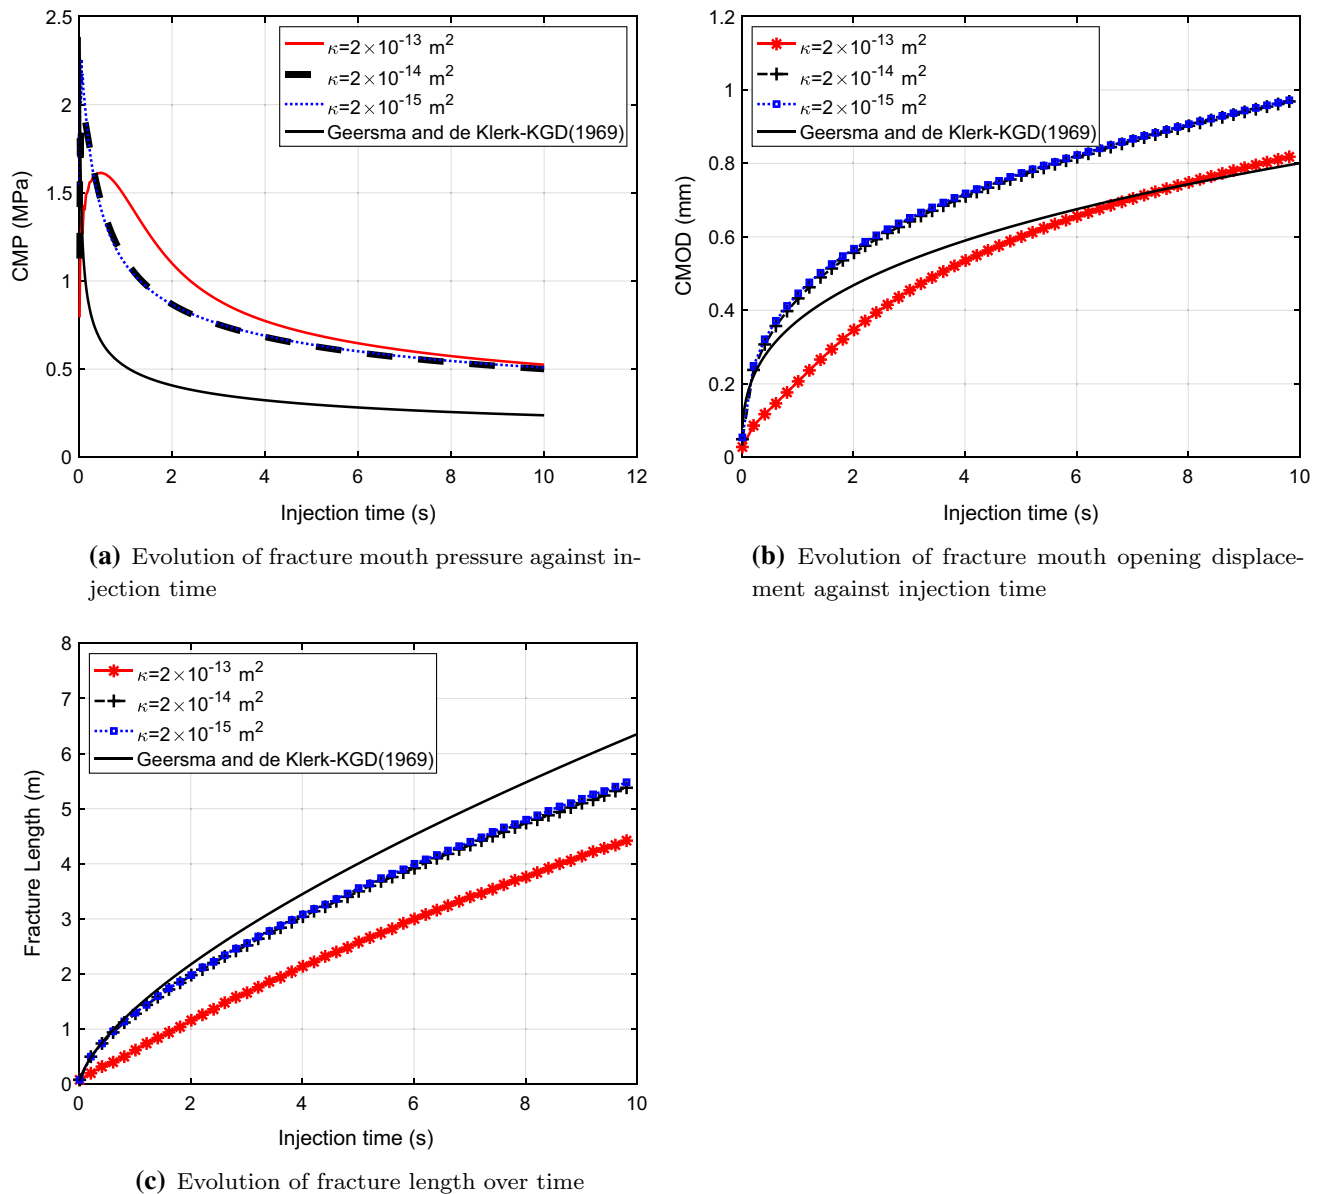 2.5
2
1.5
1
0.5
0
0 2 4 6 8 10 12
CMP (MPa)
Injection time (s)
κ=2×10⁻¹³ m²
κ=2×10⁻¹⁴ m²
κ=2×10⁻¹⁵ m²
Geersma and de Klerk-KGD(1969)
(a) Evolution of fracture mouth pressure against in-
jection time
1.2
1
0.8
0.6
0.4
0.2
0
0 2 4 6 8 10
CMOD (mm)
Injection time (s)
κ=2×10⁻¹³ m²
κ=2×10⁻¹⁴ m²
κ=2×10⁻¹⁵ m²
Geersma and de Klerk-KGD(1969)
(b) Evolution of fracture mouth opening displace-
ment against injection time
8
7
6
5
4
3
2
1
0
0 2 4 6 8 10
Fracture Length (m)
Injection time (s)
κ=2×10⁻¹³ m²
κ=2×10⁻¹⁴ m²
κ=2×10⁻¹⁵ m²
Geersma and de Klerk-KGD(1969)
(c) Evolution of fracture length over time